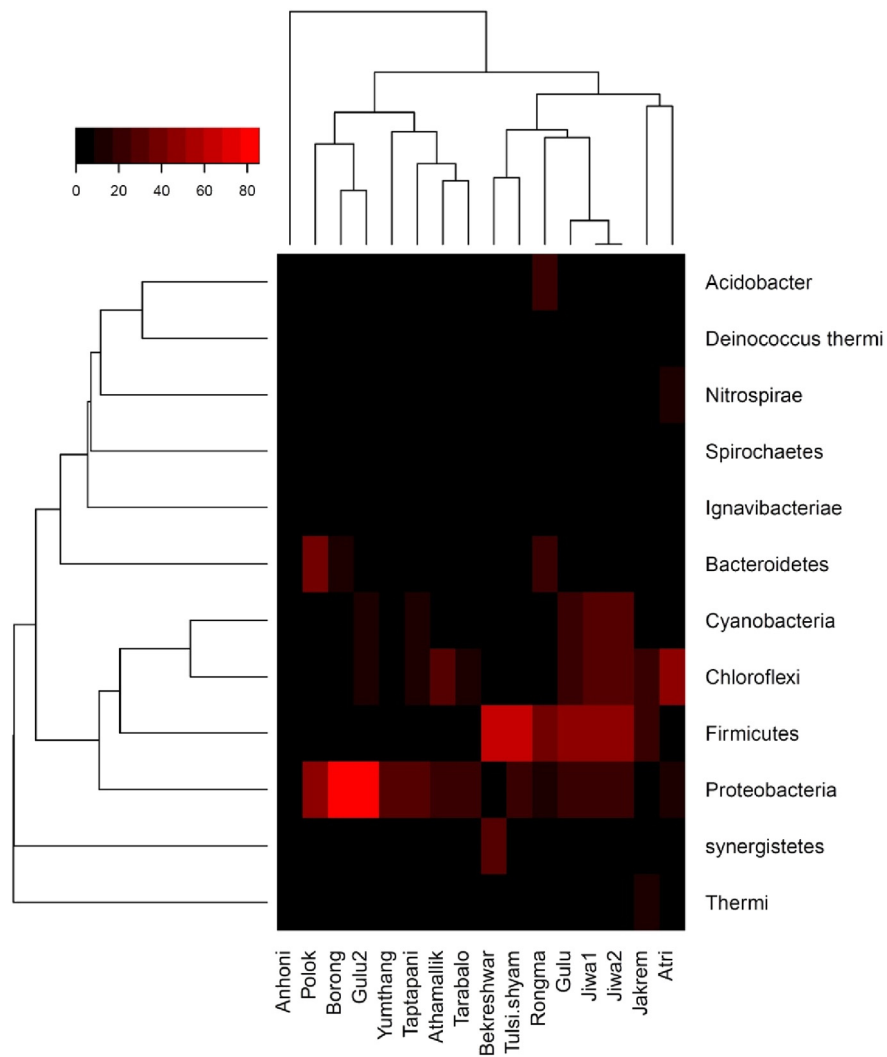 0 20 40 60 80
Acidobacter
Deinococcus thermi
Nitrospirae
Spirochaetes
Ignavibacteriae
Bacteroidetes
Cyanobacteria
Chloroflexi
Firmicutes
Proteobacteria
synergistetes
Thermi
Anhoni
Polok
Borong
Gulu2
Yumthang
Taptapani
Athamallik
Tarabalo
Bekreshwar
Tulsi.shyam
Rongma
Gulu
Jiwa1
Jiwa2
Jakrem
Atri